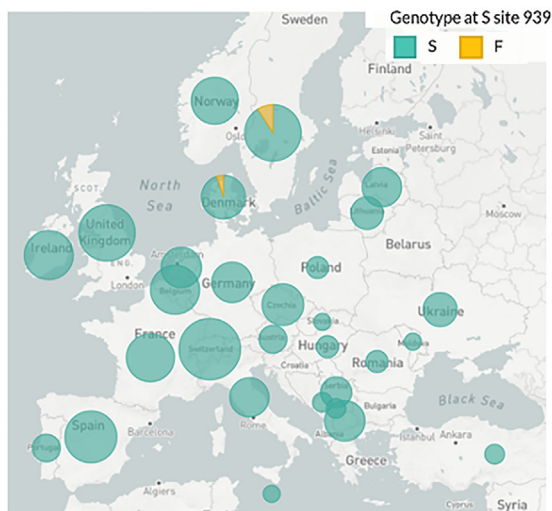 Genotype at S site 939
S F
Sweden
Finland
Norway
Oslo
Helsinki
Saint
Petersburg
Estonia
SCOT.
North
Sea
Denmark
Baltic Sea
Latvia
Lithuania
Moscow
United
Kingdom
Ireland
ENG.
London
Amsterdam
Belgium
Germany
Poland
Belarus
Czechia
Ukraine
Slovakia
Austria
Hungary
Moldova
France
Switzerland
Croatia
Romania
Serbia
Bulgaria
Black Sea
Rome
Albania
Spain
Barcelona
Portugal
Istanbul
Ankara
Greece
Algiers
Cyprus
Syria